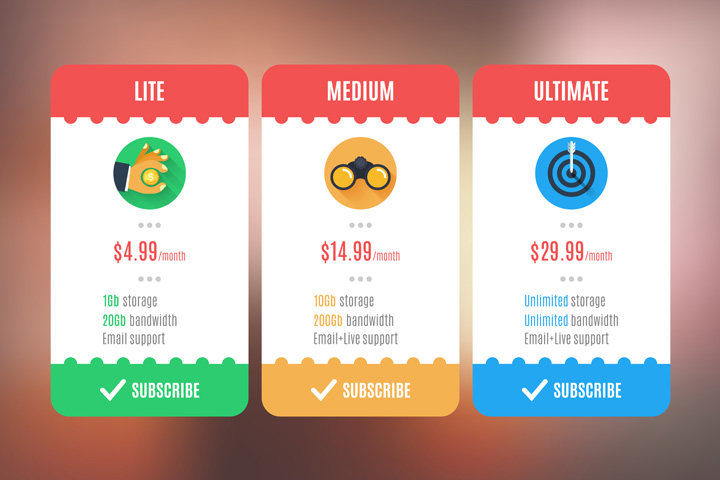 LITE
$4.99/month
1Gb storage
20Gb bandwidth
Email support
SUBSCRIBE
MEDIUM
$14.99/month
10Gb storage
200Gb bandwidth
Email+Live support
SUBSCRIBE
ULTIMATE
$29.99/month
Unlimited storage
Unlimited bandwidth
Email+Live support
SUBSCRIBE